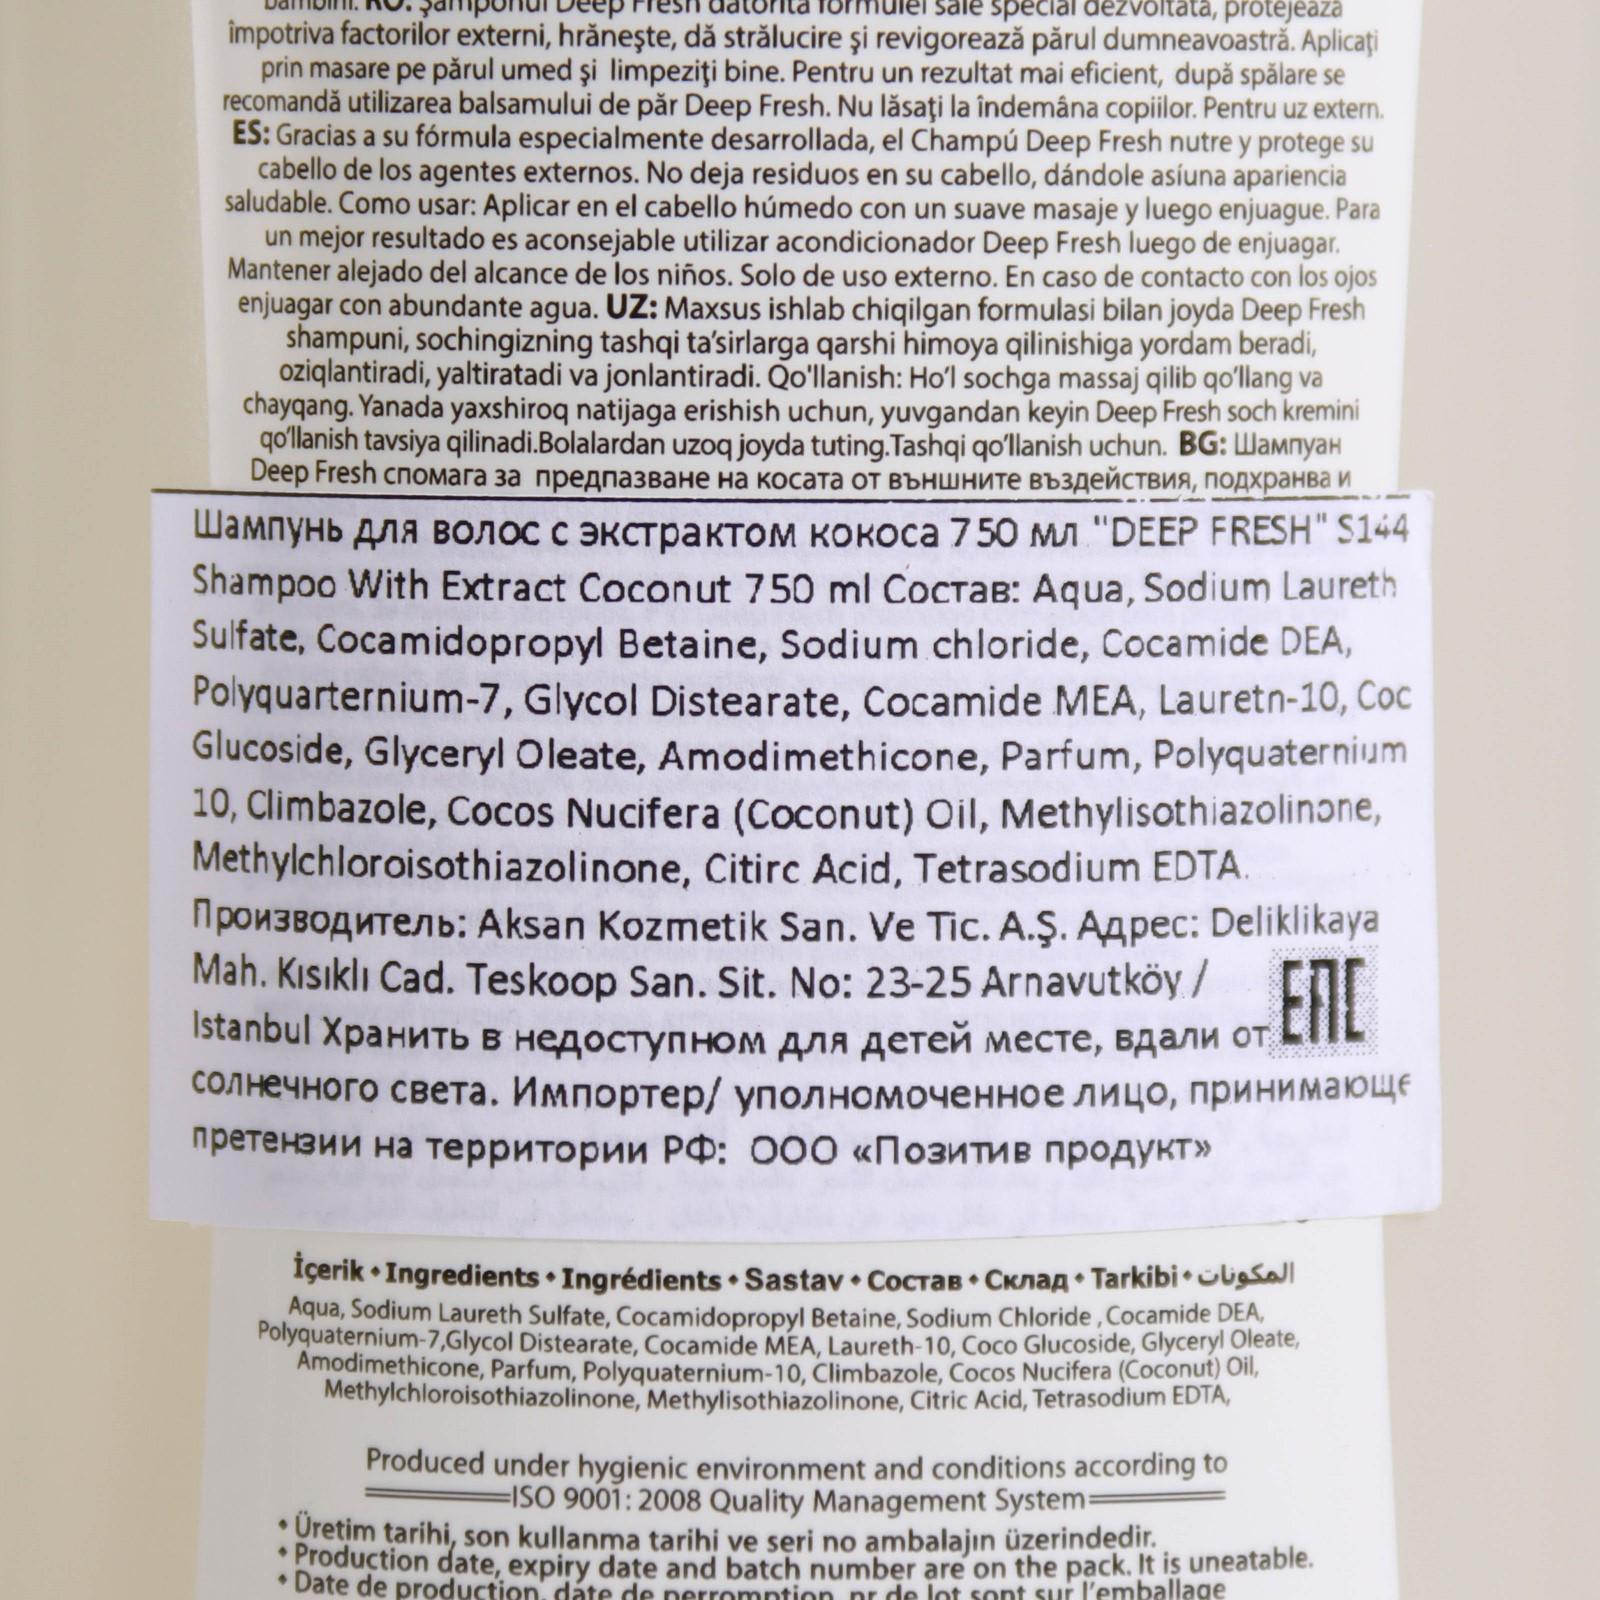 bambini. RO: Şamponul Deep Fresh datorită formulei sale special dezvoltată, protejează
împotriva factorilor externi, hrăneşte, dă strălucire şi revigorează părul dumneavoastră. Aplicaţi
prin masare pe părul umed şi limpeziţi bine. Pentru un rezultat mai eficient, după spălare se
recomandă utilizarea balsamului de păr Deep Fresh. Nu lăsaţi la îndemâna copiilor. Pentru uz extern.
ES: Gracias a su fórmula especialmente desarrollada, el Champú Deep Fresh nutre y protege su
cabello de los agentes externos. No deja residuos en su cabello, dándole asíuna apariencia
saludable. Como usar: Aplicar en el cabello húmedo con un suave masaje y luego enjuague. Para
un mejor resultado es aconsejable utilizar acondicionador Deep Fresh luego de enjuagar.
Mantener alejado del alcance de los niños. Solo de uso externo. En caso de contacto con los ojos
enjuagar con abundante agua. UZ: Maxsus ishlab chiqilgan formulasi bilan joyda Deep Fresh
shampuni, sochingizning tashqi ta’sirlarga qarshi himoya qilinishiga yordam beradi,
oziqlantiradi, yaltiratadi va jonlantiradi. Qo'llanish: Ho’l sochga massaj qilib qo’llang va
chayqang. Yanada yaxshiroq natijaga erishish uchun, yuvgandan keyin Deep Fresh soch kremini
qo’llanish tavsiya qilinadi.Bolalardan uzoq joyda tuting.Tashqi qo’llanish uchun. BG: Шампуан
Deep Fresh спомага за предпазване на косата от външните въздействия, подхранва и
Шампунь для волос с экстрактом кокоса 750 мл "DEEP FRESH" S144
Shampoo With Extract Coconut 750 ml Состав: Aqua, Sodium Laureth
Sulfate, Cocamidopropyl Betaine, Sodium chloride, Cocamide DEA,
Polyquarternium-7, Glycol Distearate, Cocamide MEA, Lauretn-10, Coc
Glucoside, Glyceryl Oleate, Amodimethicone, Parfum, Polyquaternium
10, Climbazole, Cocos Nucifera (Coconut) Oil, Methylisothiazolinone,
Methylchloroisothiazolinone, Citirc Acid, Tetrasodium EDTA.
Производитель: Aksan Kozmetik San. Ve Tic. A.Ş. Адрес: Deliklikaya
Mah. Kısıklı Cad. Teskoop San. Sit. No: 23-25 Arnavutköy /
Istanbul Хранить в недоступном для детей месте, вдали от
EAC
солнечного света. Импортер/ уполномоченное лицо, принимающе
претензии на территории РФ: ООО «Позитив продукт»
İçerik • Ingredients • Ingrédients • Sastav • Состав • Склад • Tarkibi • المكونات
Aqua, Sodium Laureth Sulfate, Cocamidopropyl Betaine, Sodium Chloride , Cocamide DEA,
Polyquaternium-7,Glycol Distearate, Cocamide MEA, Laureth-10, Coco Glucoside, Glyceryl Oleate,
Amodimethicone, Parfum, Polyquaternium-10, Climbazole, Cocos Nucifera (Coconut) Oil,
Methylchloroisothiazolinone, Methylisothiazolinone, Citric Acid, Tetrasodium EDTA,
Produced under hygienic environment and conditions according to
ISO 9001: 2008 Quality Management System
• Üretim tarihi, son kullanma tarihi ve seri no ambalajın üzerindedir.
• Production date, expiry date and batch number are on the pack. It is uneatable.
• Date de production, date de perromption, nr de lot sont sur l’emballage